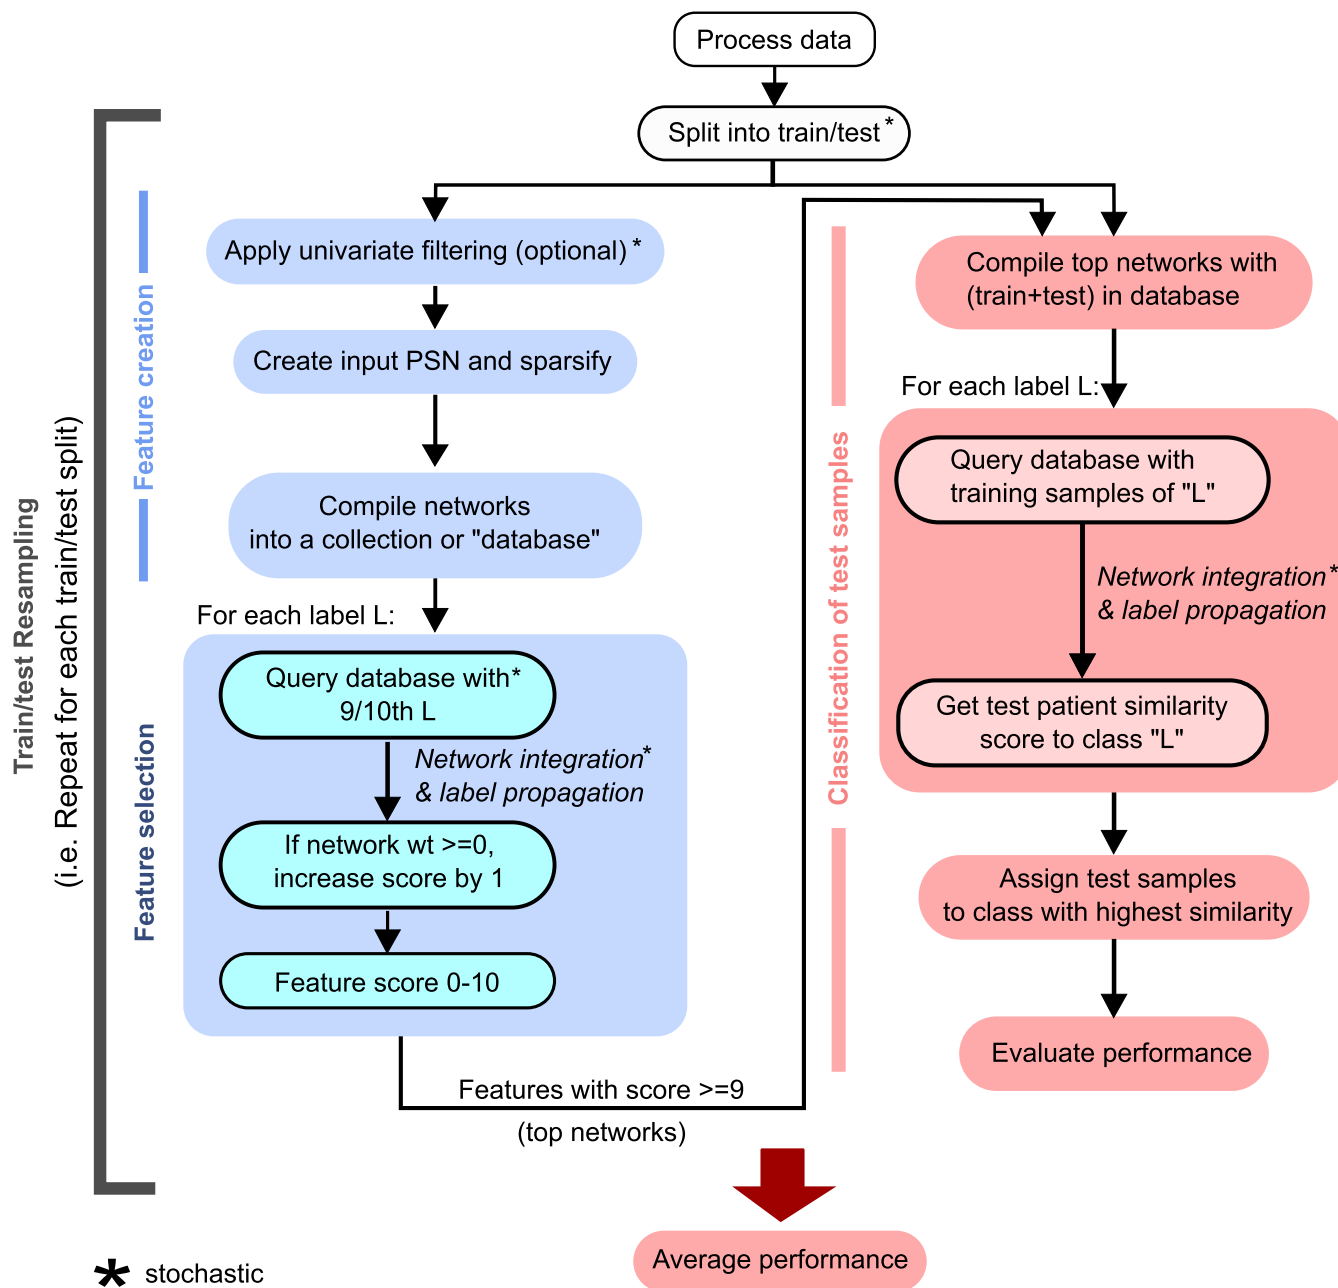 Process data
Split into train/test*
Train/test Resampling
(i.e. Repeat for each train/test split)
Feature creation
Apply univariate filtering (optional)*
Create input PSN and sparsify
Compile networks
into a collection or "database"
Feature selection
For each label L:
Query database with*
9/10th L
Network integration*
& label propagation
If network wt >=0,
increase score by 1
Feature score 0-10
Features with score >=9
(top networks)
Classification of test samples
Compile top networks with
(train+test) in database
For each label L:
Query database with
training samples of "L"
Network integration*
& label propagation
Get test patient similarity
score to class "L"
Assign test samples
to class with highest similarity
Evaluate performance
Average performance
* stochastic